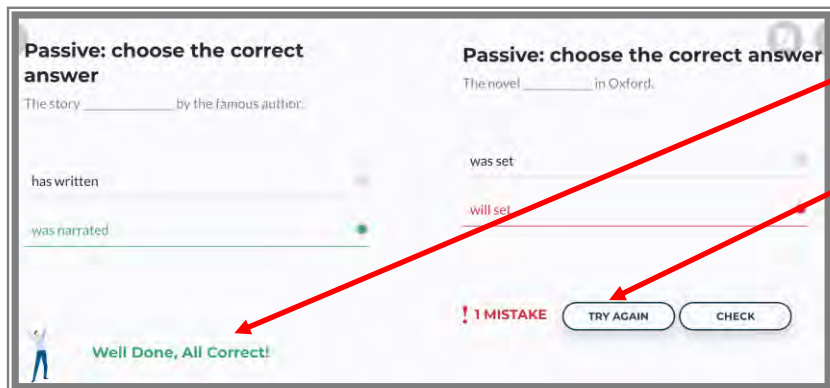 Passive: choose the correct
answer
The story ____________ by the famous author.
has written
was narrated
Well Done, All Correct!
Passive: choose the correct answer
The novel __________ in Oxford.
was set
will set
! 1 MISTAKE TRY AGAIN CHECK